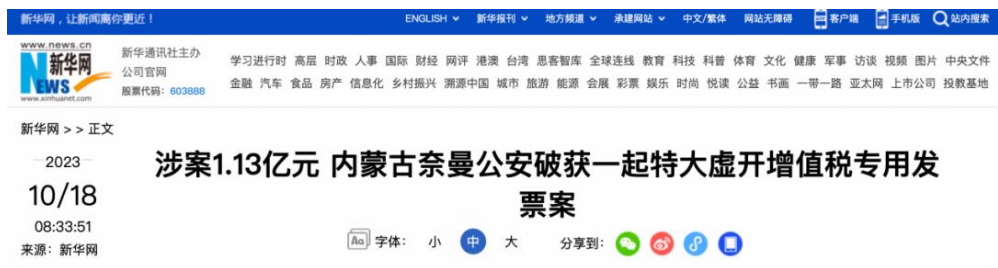 新华网，让新闻离你更近！ ENGLISH 新华报刊 地方频道 承建网站 中文/繁体 网站无障碍 客户端 手机版 站内搜索
www.news.cn
新华网
NEWS
www.xinhuanet.com
新华通讯社主办
公司官网
股票代码：603888
学习进行时 高层 时政 人事 国际 财经 网评 港澳 台湾 思客智库 全球连线 教育 科技 科普 体育 文化 健康 军事 访谈 视频 图片 中央文件
金融 汽车 食品 房产 信息化 乡村振兴 溯源中国 城市 旅游 能源 会展 彩票 娱乐 时尚 悦读 公益 书画 一带一路 亚太网 上市公司 投教基地
新华网 > > 正文
2023
10/18
08:33:51
来源：新华网
涉案1.13亿元 内蒙古奈曼公安破获一起特大虚开增值税专用发
票案
Aa 字体： 小 中 大 分享到：